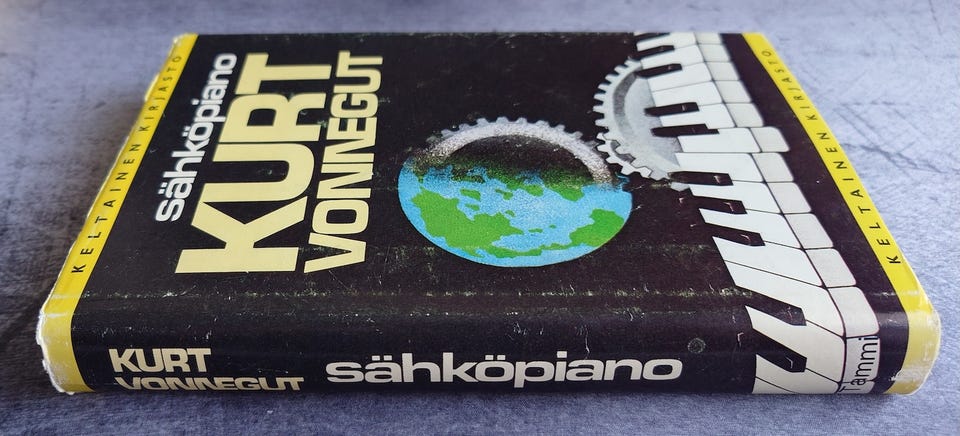 KELTAINEN KIRJASTO
sähköpiano
KURT
VONNEGUT
KELTAINEN KIRJASTO
KURT
VONNEGUT
sähköpiano
Tammi